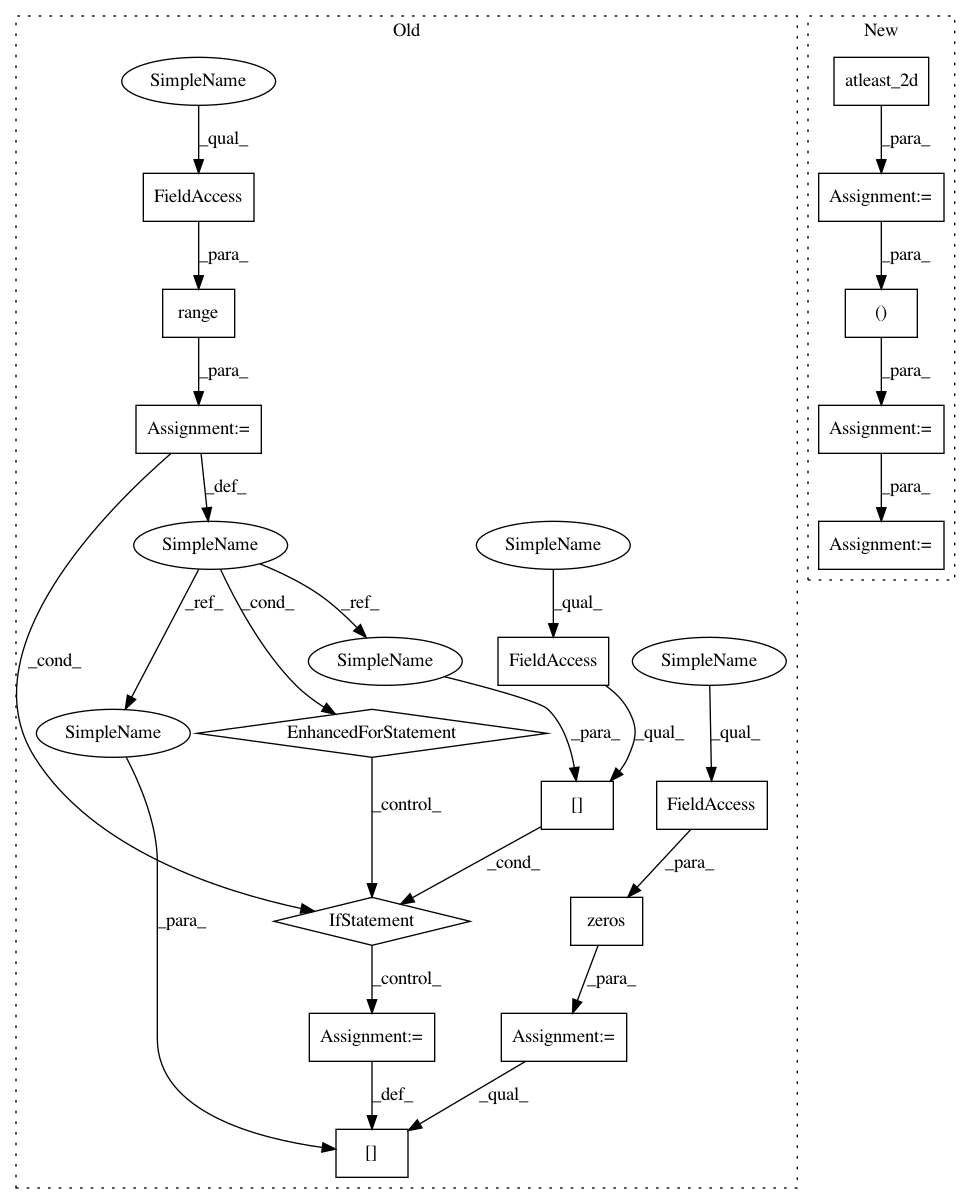 Old
New
SimpleName
atleast_2d
_qual_
_para_
FieldAccess
Assignment:=
_para_
_para_
range
()
_para_
_para_
Assignment:=
Assignment:=
_def_
_para_
SimpleName
SimpleName
Assignment:=
_ref_
_cond_
_ref_
_qual_
_cond_
SimpleName
FieldAccess
SimpleName
SimpleName
EnhancedForStatement
_para_
_qual_
_qual_
_control_
[]
FieldAccess
_cond_
_para_
_para_
IfStatement
zeros
_control_
_para_
Assignment:=
Assignment:=
_def_
_qual_
[]